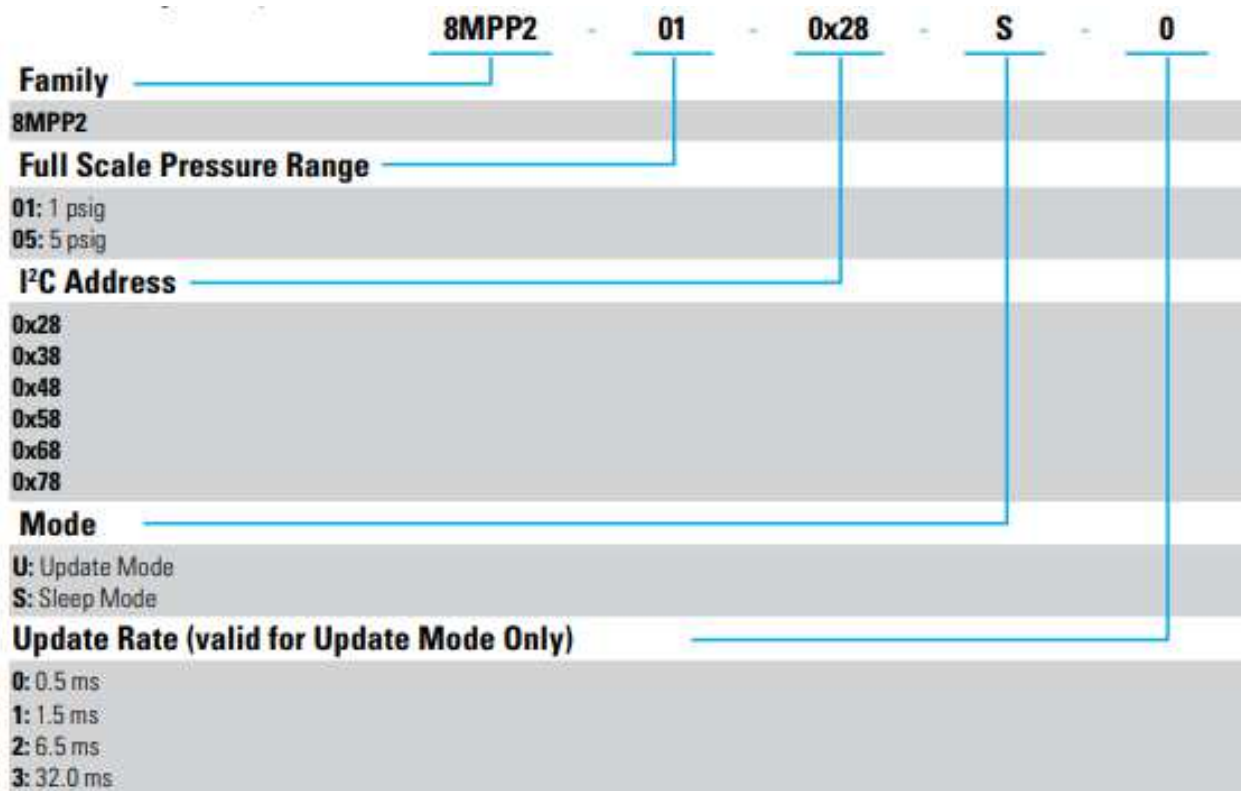 8MPP2 - 01 - 0x28 - S - 0
Family
8MPP2
Full Scale Pressure Range
01: 1 psig
05: 5 psig
I²C Address
0x28
0x38
0x48
0x58
0x68
0x78
Mode
U: Update Mode
S: Sleep Mode
Update Rate (valid for Update Mode Only)
0: 0.5 ms
1: 1.5 ms
2: 6.5 ms
3: 32.0 ms